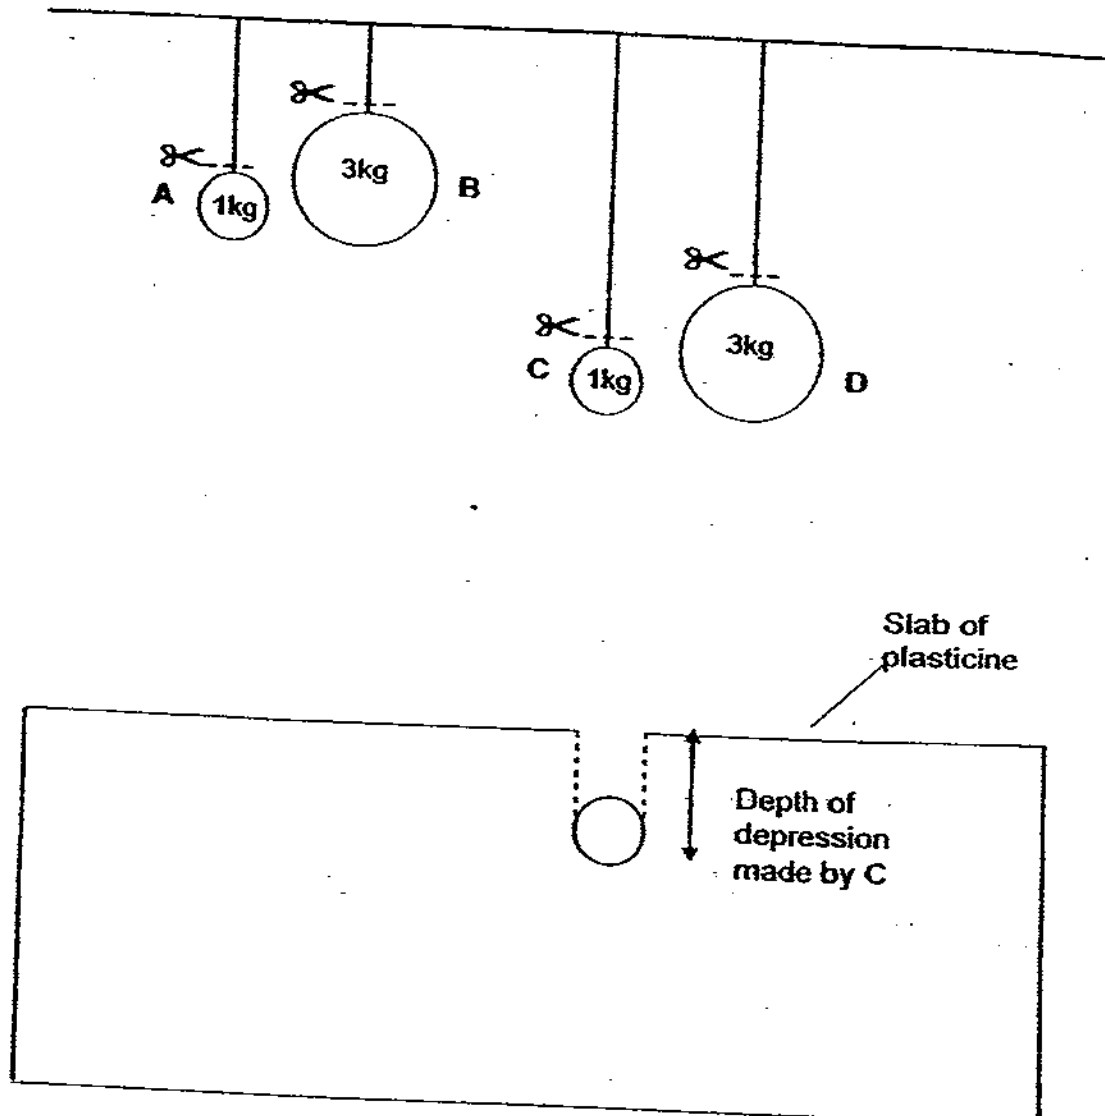 3kg
A
B
1kg
3kg
C
1kg
D
Slab of
plasticine
Depth of
depression
made by C